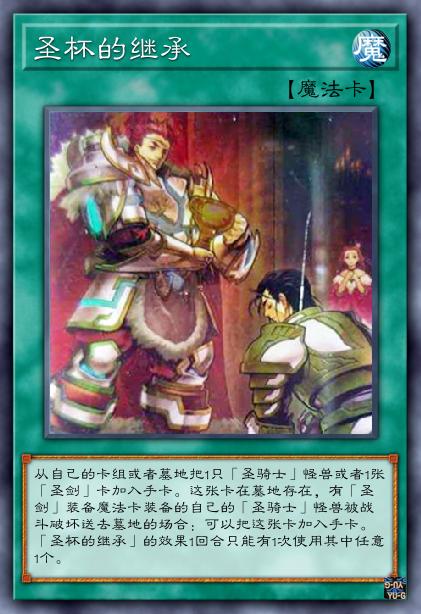 圣杯的继承
魔
【魔法卡】
从自己的卡组或者墓地把1只「圣骑士」怪兽或者1张
「圣剑」卡加入手卡。这张卡在墓地存在，有「圣
剑」装备魔法卡装备的自己的「圣骑士」怪兽被战
斗破坏送去墓地的场合：可以把这张卡加入手卡。
「圣杯的继承」的效果1回合只能有1次使用其中任意
1个。
YU-G